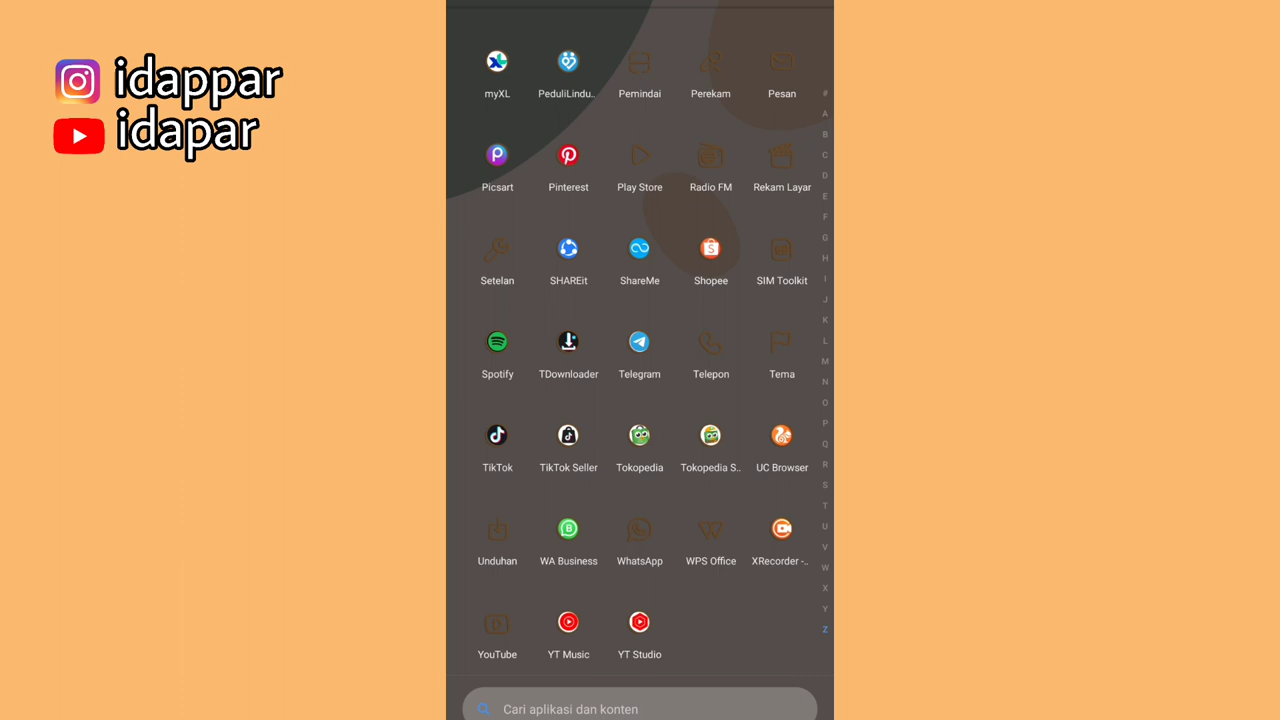 idappar
idapar
myXL PeduliLindu.. Pemindai Perekam Pesan
Picsart Pinterest Play Store Radio FM Rekam Layar
Setelan SHAREit ShareMe Shopee SIM Toolkit
Spotify TDownloader Telegram Telepon Tema
TikTok TikTok Seller Tokopedia Tokopedia S.. UC Browser
Unduhan WA Business WhatsApp WPS Office XRecorder -..
YouTube YT Music YT Studio
Cari aplikasi dan konten
#
A
B
C
D
E
F
G
H
I
J
K
L
M
N
O
P
Q
R
S
T
U
V
W
X
Y
Z